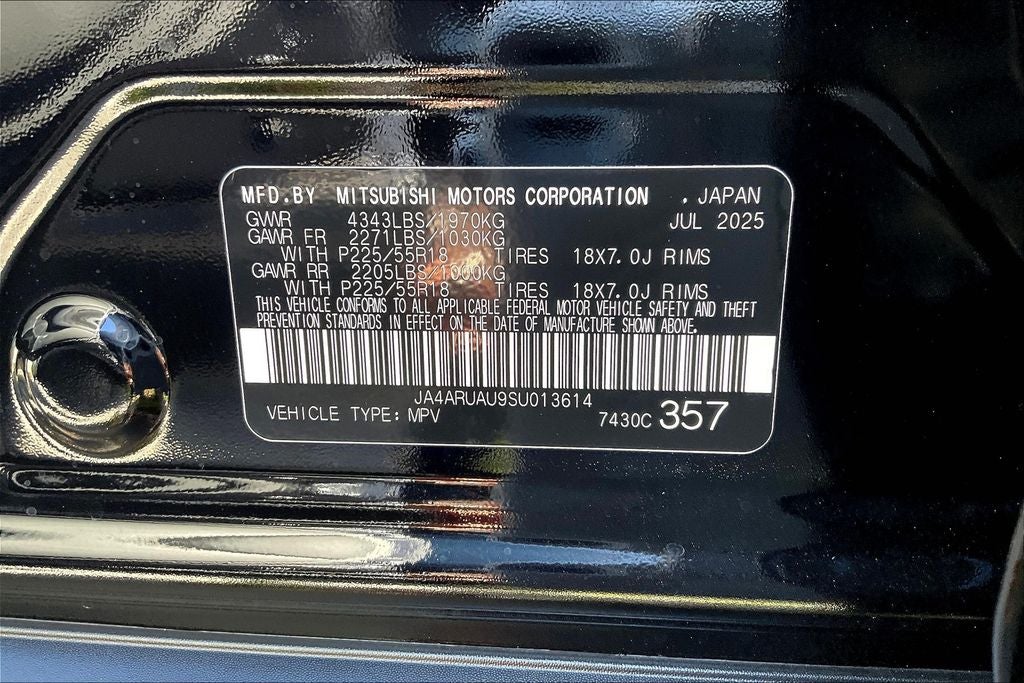 MFD.BY MITSUBISHI MOTORS CORPORATION . JAPAN
GWWR 4343LBS/1970KG JUL 2025
GAWR FR 2271LBS/1030KG
WITH P225/55R18 TIRES 18X7.0J RIMS
GAWR RR 2205LBS/1000KG
WITH P225/55R18 TIRES 18X7.0J RIMS
THIS VEHICLE CONFORMS TO ALL APPLICABLE FEDERAL MOTOR VEHICLE SAFETY AND THEFT
PREVENTION STANDARDS IN EFFECT ON THE DATE OF MANUFACTURE SHOWN ABOVE.
JA4ARUAU9SU013614
VEHICLE TYPE: MPV 7430C 357